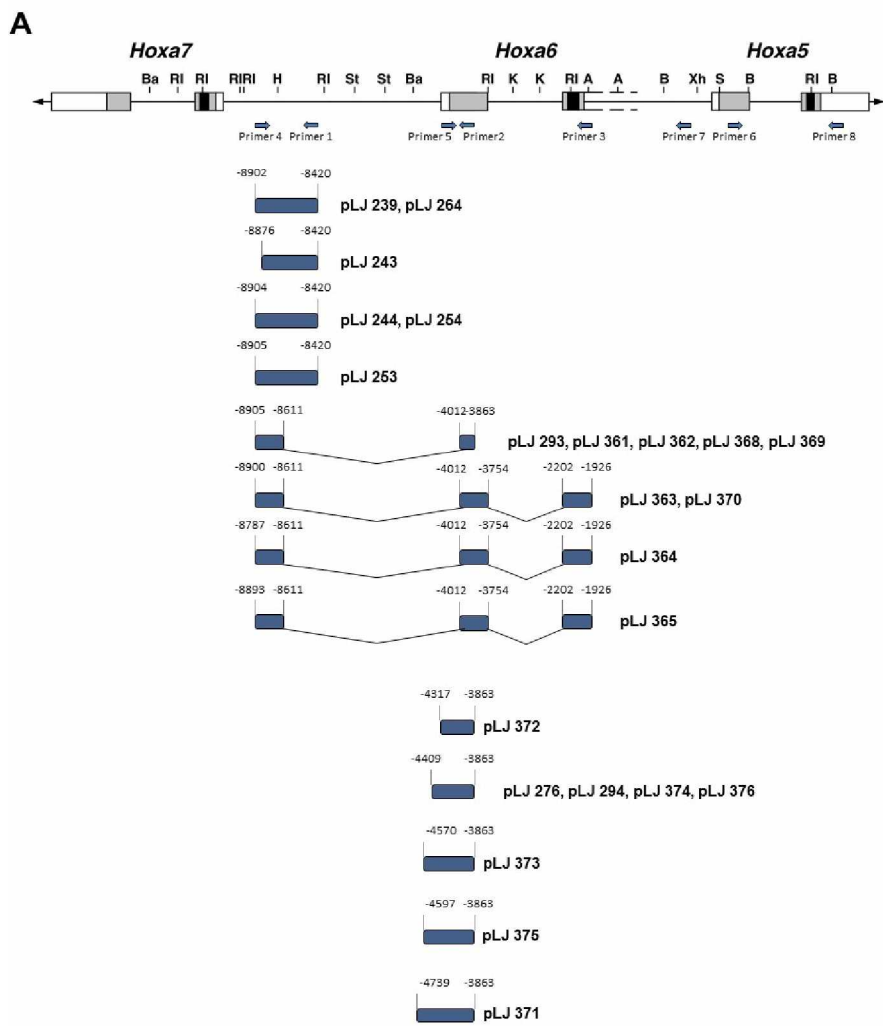 A
Hoxa7 Hoxa6 Hoxa5
Ba RI RI RIRI H RI St St Ba RI K K RI A A B Xh S B RI B
Primer 4 Primer 1 Primer 5 Primer2 Primer 3 Primer 7 Primer 6 Primer 8
-8902 -8420
pLJ 239, pLJ 264
-8876 -8420
pLJ 243
-8904 -8420
pLJ 244, pLJ 254
-8905 -8420
pLJ 253
-8905 -8611 -4012 -3863
pLJ 293, pLJ 361, pLJ 362, pLJ 368, pLJ 369
-8900 -8611 -4012 -3754 -2202 -1926
pLJ 363, pLJ 370
-8787 -8611 -4012 -3754 -2202 -1926
pLJ 364
-8893 -8611 -4012 -3754 -2202 -1926
pLJ 365
-4317 -3863
pLJ 372
-4409 -3863
pLJ 276, pLJ 294, pLJ 374, pLJ 376
-4570 -3863
pLJ 373
-4597 -3863
pLJ 375
-4739 -3863
pLJ 371